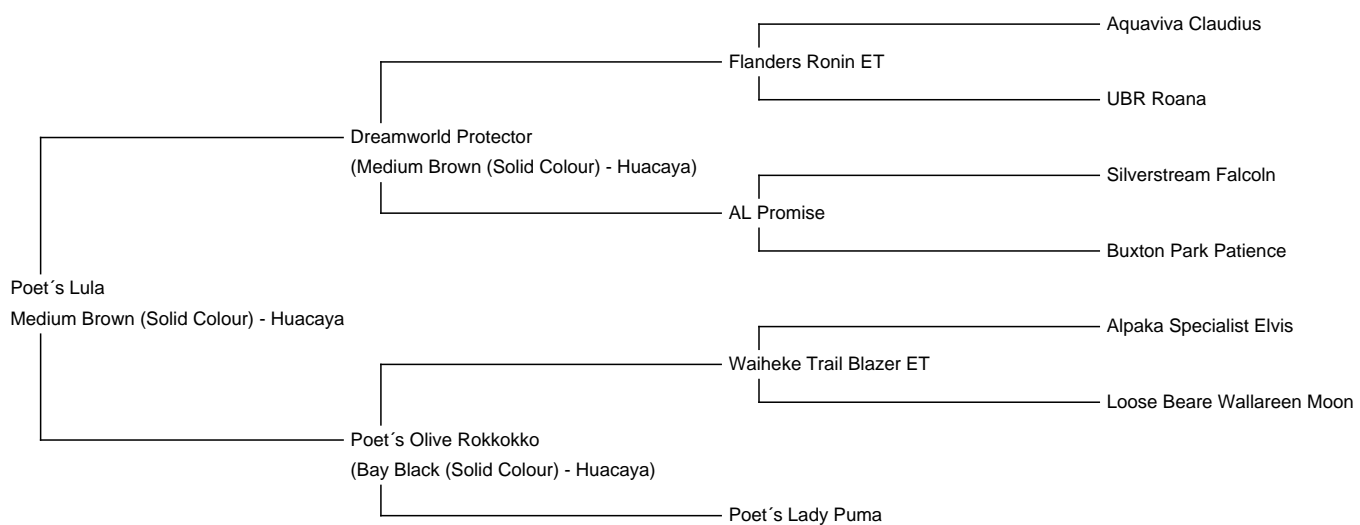 Aquaviva Claudius
Flanders Ronin ET
UBR Roana
Dreamworld Protector
(Medium Brown (Solid Colour) - Huacaya)
Silverstream Falcoln
AL Promise
Buxton Park Patience
Poet´s Lula
Medium Brown (Solid Colour) - Huacaya
Alpaka Specialist Elvis
Waiheke Trail Blazer ET
Loose Beare Wallareen Moon
Poet´s Olive Rokkokko
(Bay Black (Solid Colour) - Huacaya)
Poet´s Lady Puma